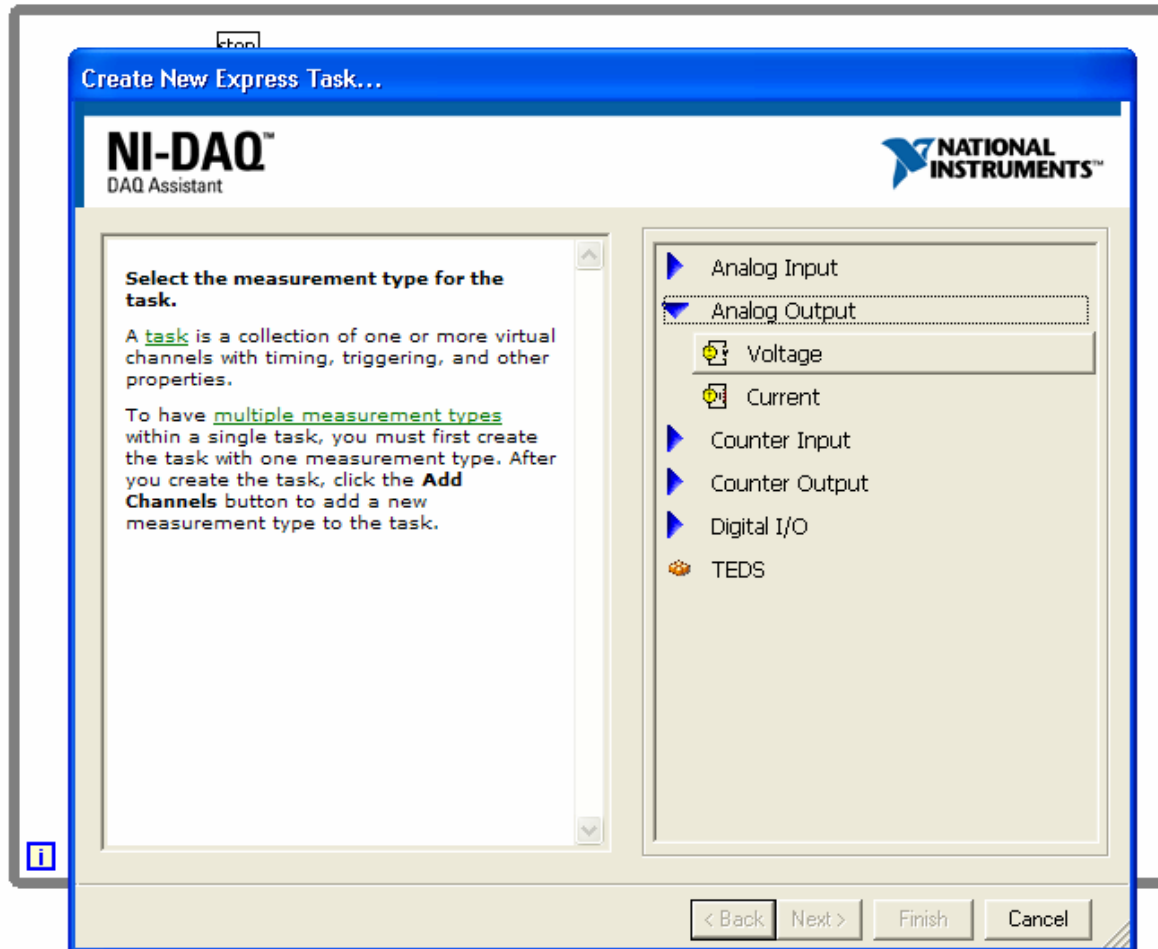 stop
Create New Express Task...
NI-DAQ™
DAQ Assistant
NATIONAL
INSTRUMENTS™
Select the measurement type for the
task.
A task is a collection of one or more virtual
channels with timing, triggering, and other
properties.
To have multiple measurement types
within a single task, you must first create
the task with one measurement type. After
you create the task, click the Add
Channels button to add a new
measurement type to the task.
Analog Input
Analog Output
Voltage
Current
Counter Input
Counter Output
Digital I/O
TEDS
i
< Back Next > Finish Cancel